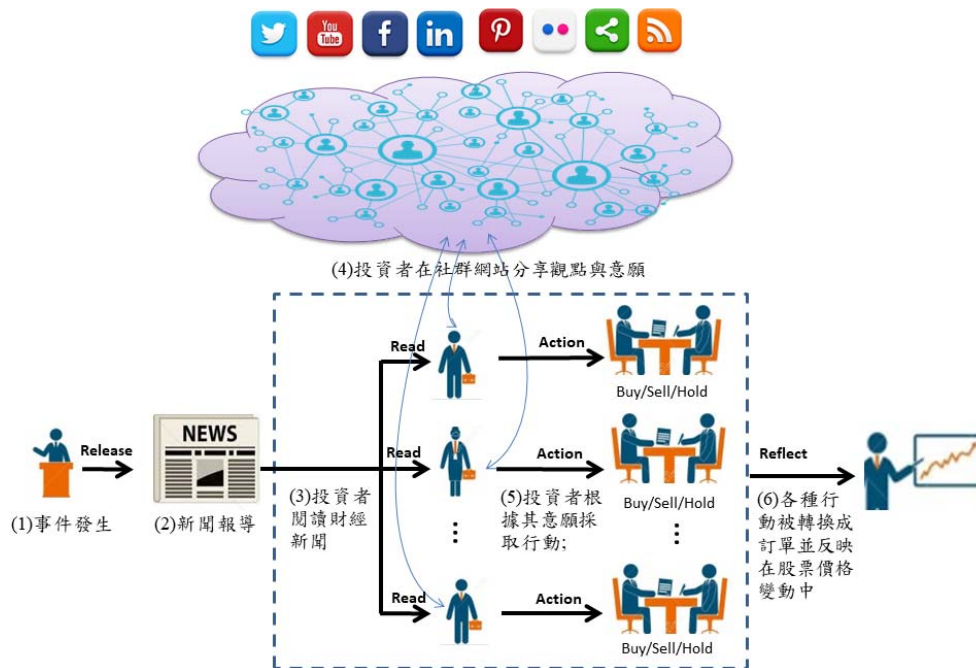 You
Tube
f
in
(4)投資者在社群網站分享觀點與意願
Read
Action
Buy/Sell/Hold
Release
NEWS
Read
Action
Reflect
Buy/Sell/Hold
(1)事件發生
(2)新聞報導
(3)投資者
閱讀財經
新聞
(5)投資者根
據其意願採
取行動;
(6)各種行
動被轉換成
訂單並反映
在股票價格
變動中
Read
Action
Buy/Sell/Hold